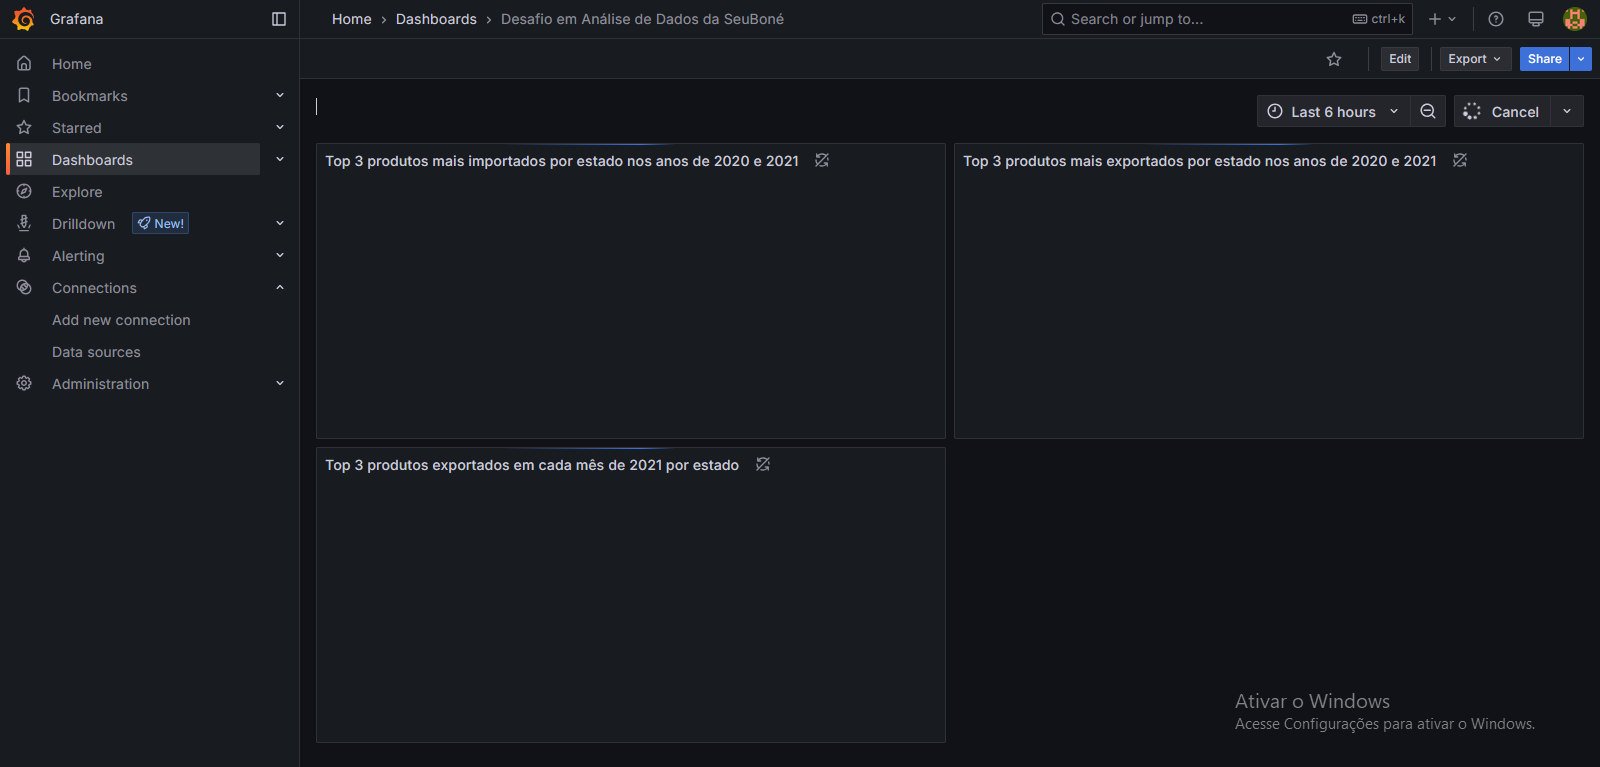 Grafana
Home › Dashboards › Desafio em Análise de Dados da SeuBoné
Search or jump to...
ctrl+k
Home
Bookmarks
Starred
Dashboards
Explore
Drilldown
New!
Alerting
Connections
Add new connection
Data sources
Administration
Edit
Export
Share
Last 6 hours
Cancel
Top 3 produtos mais importados por estado nos anos de 2020 e 2021
Top 3 produtos mais exportados por estado nos anos de 2020 e 2021
Top 3 produtos exportados em cada mês de 2021 por estado
Ativar o Windows
Acesse Configurações para ativar o Windows.